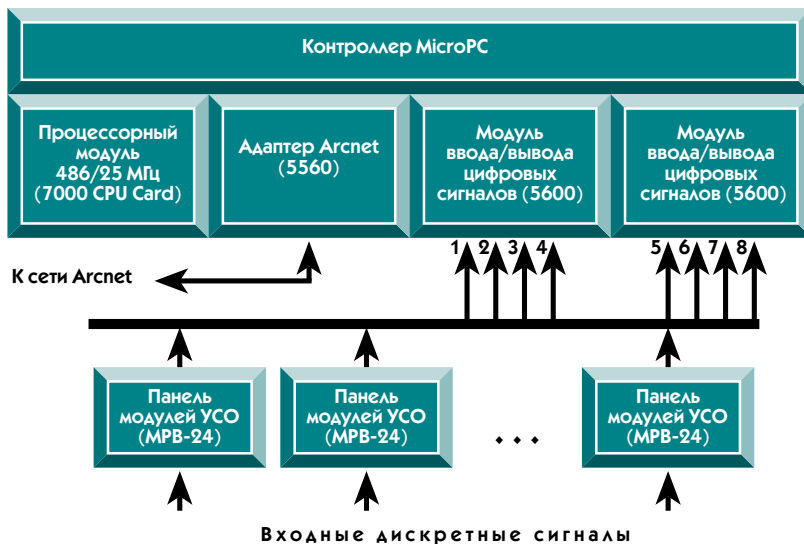 Контроллер MicroPC
Процессорный
модуль
486/25 МГц
(7000 CPU Card)
Адаптер Arcnet
(5560)
Модуль
ввода/вывода
цифровых
сигналов (5600)
Модуль
ввода/вывода
цифровых
сигналов (5600)
1 2 3 4
5 6 7 8
К сети Arcnet
Панель
модулей УСО
(MPB-24)
Панель
модулей УСО
(MPB-24)
...
Панель
модулей УСО
(MPB-24)
Входные дискретные сигналы